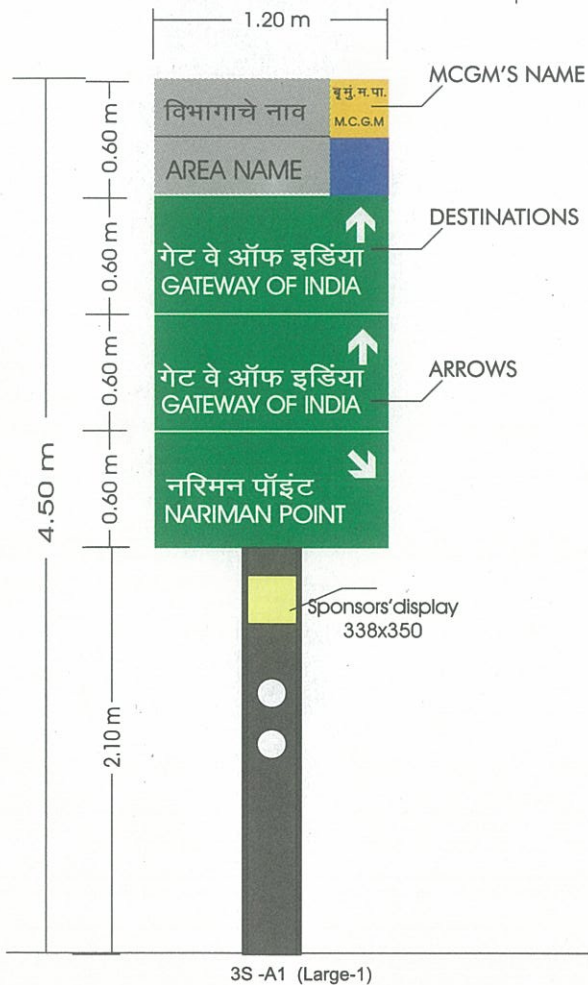 1.20 m
बृ.मुं.म.पा.
M.C.G.M
MCGM'S NAME
विभागाचे नाव
AREA NAME
0.60 m
DESTINATIONS
गेट वे ऑफ इडिंया
GATEWAY OF INDIA
0.60 m
ARROWS
गेट वे ऑफ इडिंया
GATEWAY OF INDIA
0.60 m
नरिमन पॉइंट
NARIMAN POINT
0.60 m
4.50 m
Sponsors'display
338x350
2.10 m
3S -A1 (Large-1)